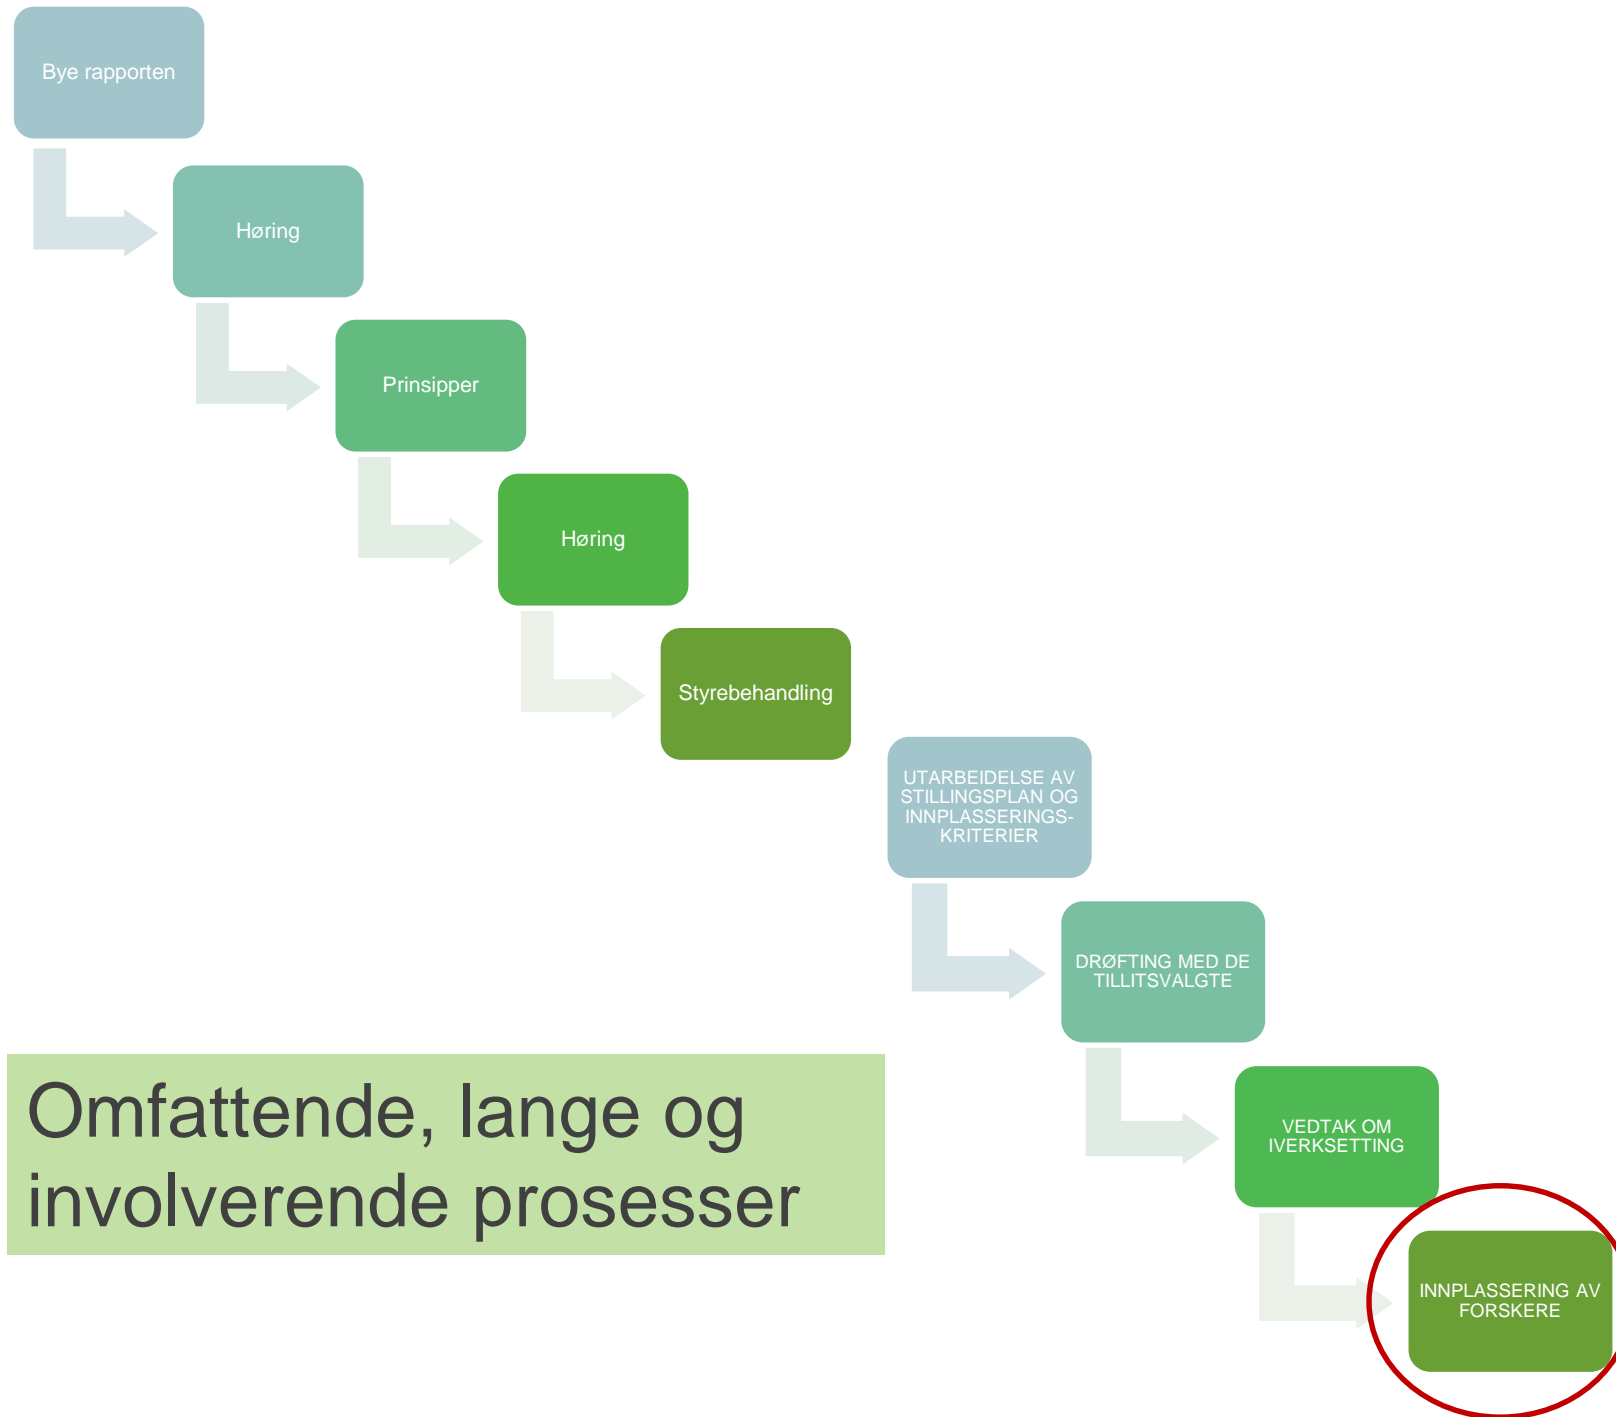 Bye rapporten
Høring
Prinsipper
Høring
Styrebehandling
UTARBEIDELSE AV
STILLINGSPLAN OG
INNPLASSERINGS-
KRITERIER
DRØFTING MED DE
TILLITSVALGTE
VEDTAK OM
IVERKSETTING
INNPLASSERING AV
FORSKERE
Omfattende, lange og
involverende prosesser